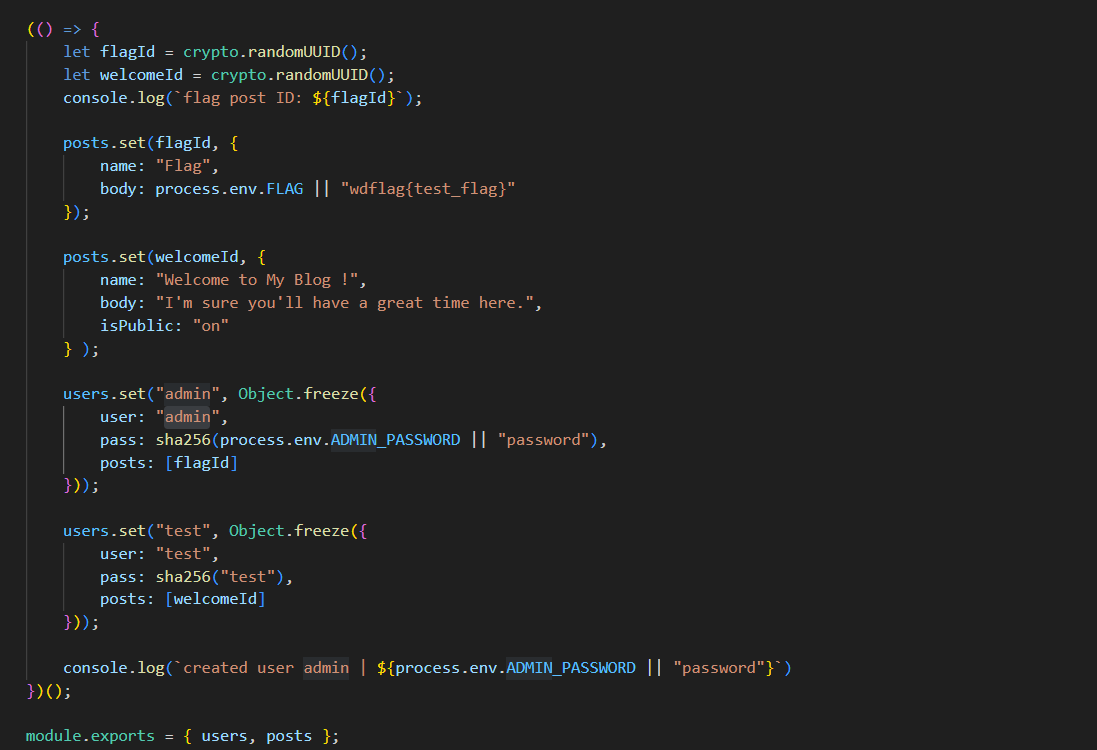 (() => {
    let flagId = crypto.randomUUID();
    let welcomeId = crypto.randomUUID();
    console.log(`flag post ID: ${flagId}`);

    posts.set(flagId, {
        name: "Flag",
        body: process.env.FLAG || "wdflag{test_flag}"
    });

    posts.set(welcomeId, {
        name: "Welcome to My Blog !",
        body: "I'm sure you'll have a great time here.",
        isPublic: "on"
    } );

    users.set("admin", Object.freeze({
        user: "admin",
        pass: sha256(process.env.ADMIN_PASSWORD || "password"),
        posts: [flagId]
    }));

    users.set("test", Object.freeze({
        user: "test",
        pass: sha256("test"),
        posts: [welcomeId]
    }));

    console.log(`created user admin | ${process.env.ADMIN_PASSWORD || "password"}`)
})();

module.exports = { users, posts };